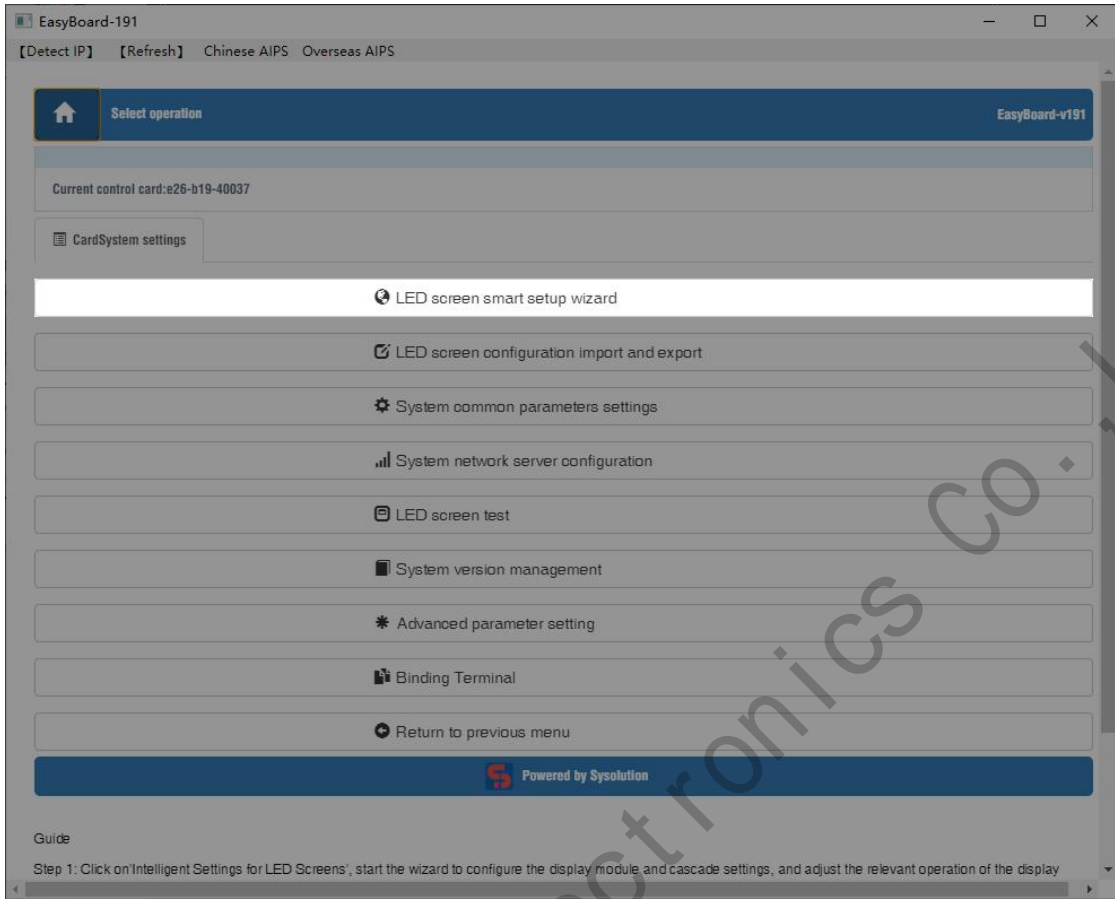 EasyBoard-191
【Detect IP】 【Refresh】 Chinese AIPS Overseas AIPS
Select operation
EasyBoard-v191
Current control card:e26-b19-40037
CardSystem settings
LED screen smart setup wizard
LED screen configuration import and export
System common parameters settings
System network server configuration
LED screen test
System version management
Advanced parameter setting
Binding Terminal
Return to previous menu
Powered by Sysolution
Guide
Step 1: Click on'Intelligent Settings for LED Screens', start the wizard to configure the display module and cascade settings, and adjust the relevant operation of the display
ctronics Co.,